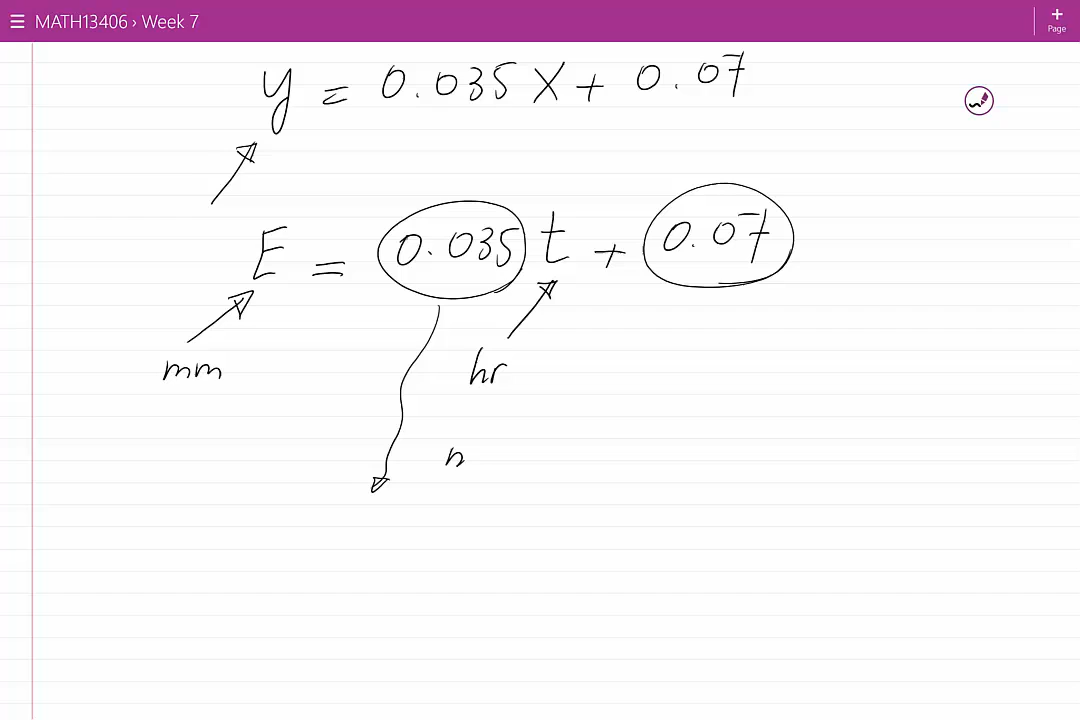 MATH13406 › Week 7
Page
y = 0.035 x + 0.07
E = 0.035 t + 0.07
mm hr
n